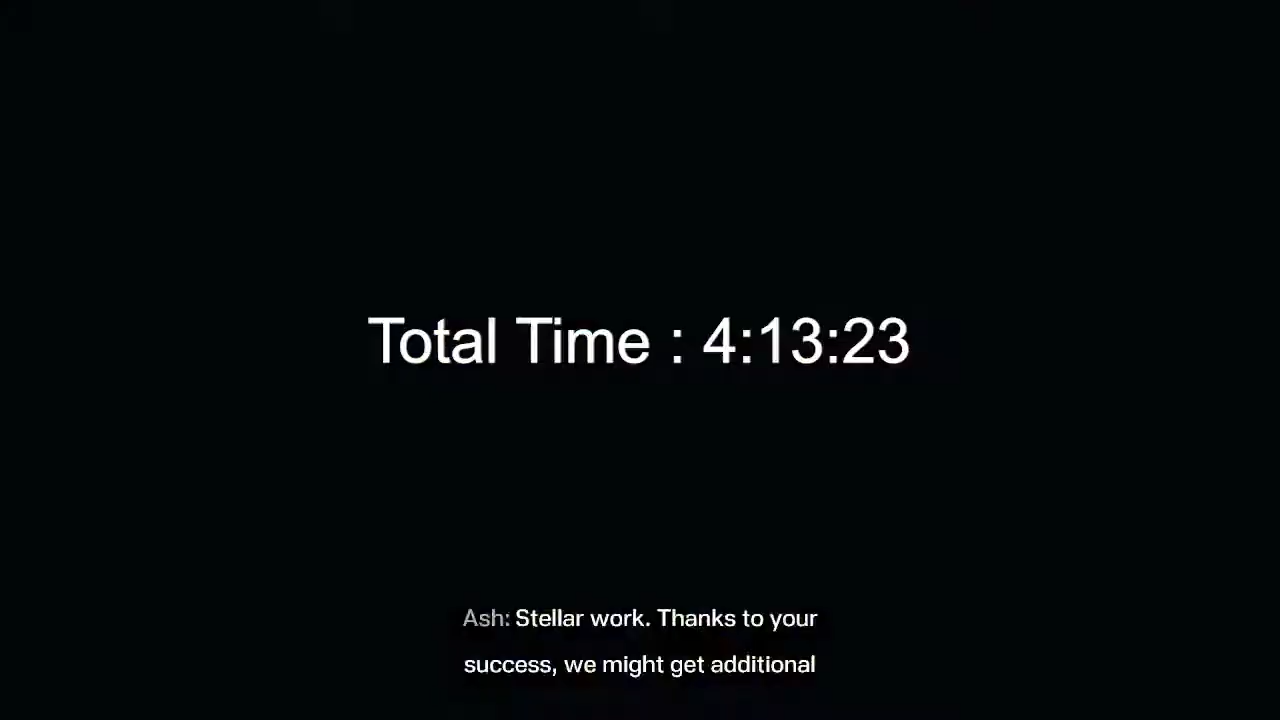 Total Time : 4:13:23
Ash: Stellar work. Thanks to your
success, we might get additional